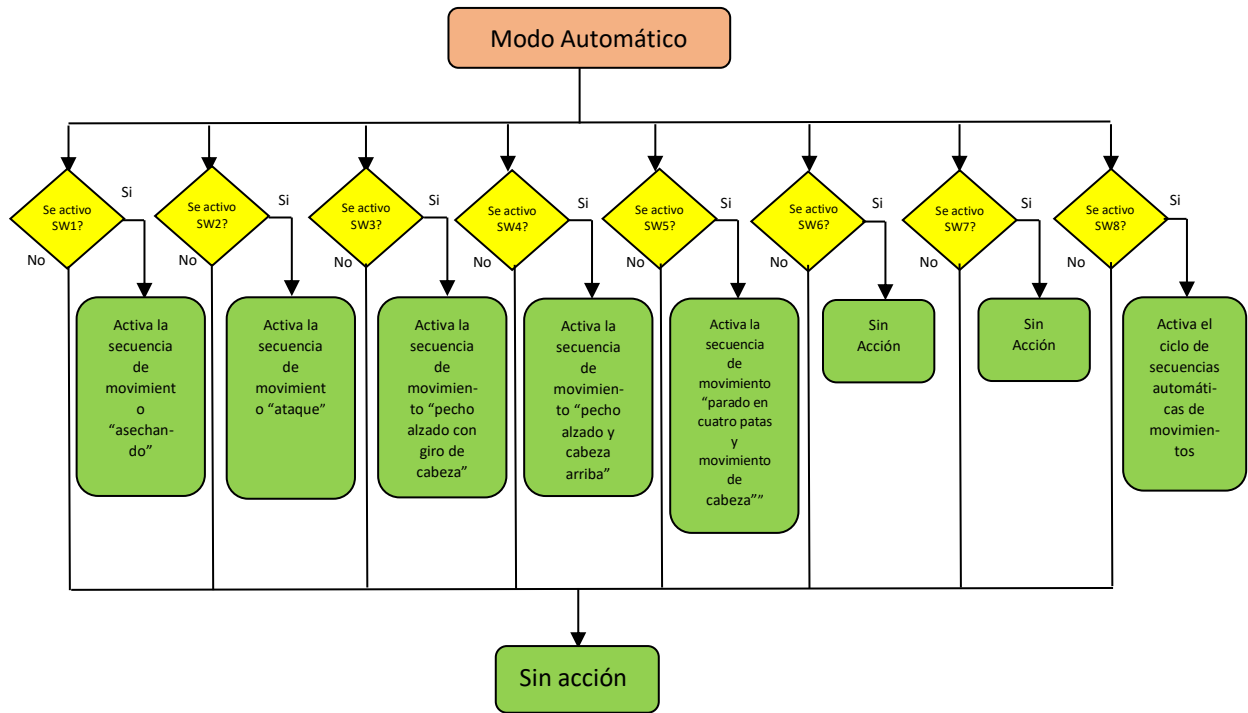 Modo Automático
Se activo
SW1?
Si
No
Se activo
SW2?
Si
No
Se activo
SW3?
Si
No
Se activo
SW4?
Si
No
Se activo
SW5?
Si
No
Se activo
SW6?
Si
No
Se activo
SW7?
Si
No
Se activo
SW8?
Si
No
Activa la
secuencia
de
movimient
o
“asechan-
do”
Activa la
secuencia
de
movimient
o “ataque”
Activa la
secuencia
de
movimien-
to “pecho
alzado con
giro de
cabeza”
Activa la
secuencia
de
movimien-
to “pecho
alzado y
cabeza
arriba”
Activa la
secuencia
de
movimiento
“parado en
cuatro patas
y
movimiento
de
cabeza””
Sin
Acción
Sin
Acción
Activa el
ciclo de
secuencias
automáti-
cas de
movimien-
tos
Sin acción